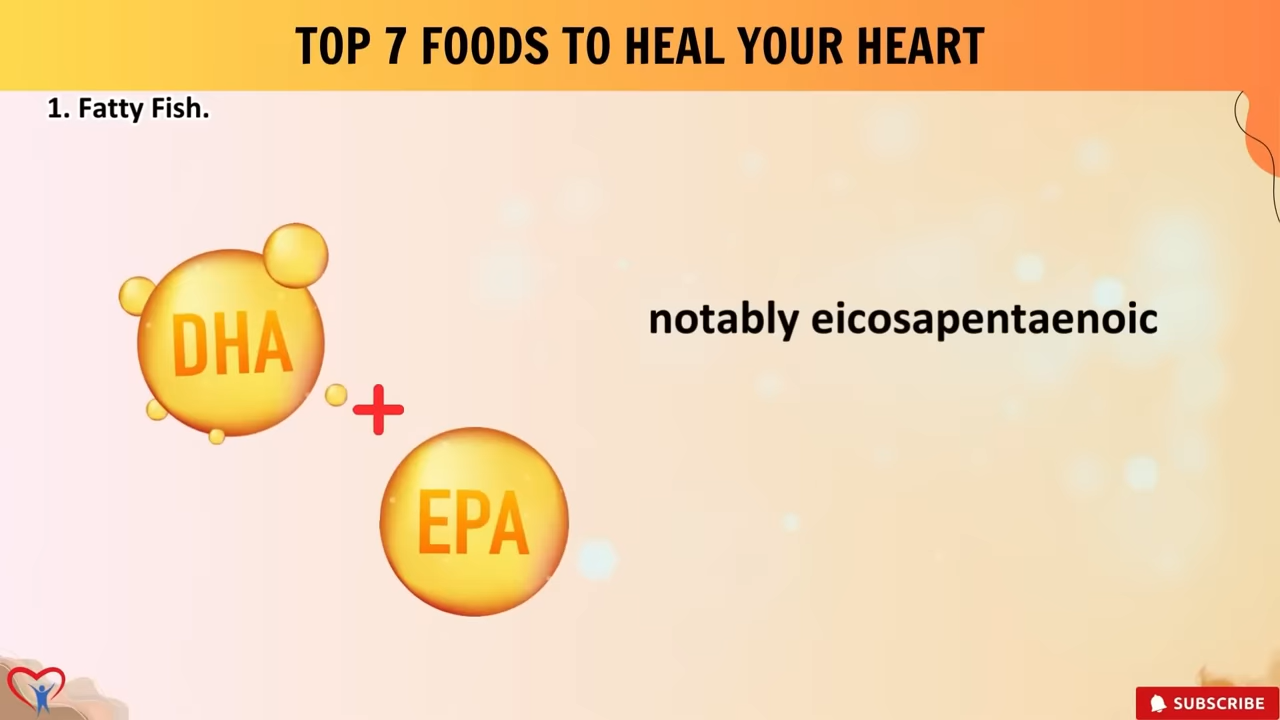 TOP 7 FOODS TO HEAL YOUR HEART
1. Fatty Fish.
DHA
notably eicosapentaenoic
EPA
SUBSCRIBE